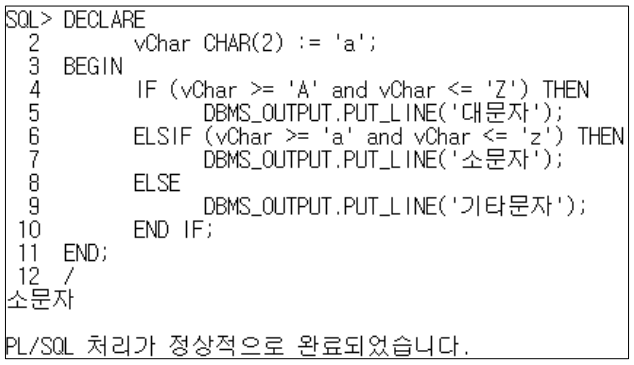 SQL> DECLARE
  2          vChar CHAR(2) := 'a';
  3  BEGIN
  4          IF (vChar >= 'A' and vChar <= 'Z') THEN
  5                  DBMS_OUTPUT.PUT_LINE('대문자');
  6          ELSIF (vChar >= 'a' and vChar <= 'z') THEN
  7                  DBMS_OUTPUT.PUT_LINE('소문자');
  8          ELSE
  9                  DBMS_OUTPUT.PUT_LINE('기타문자');
 10          END IF;
 11  END;
 12  /
소문자
PL/SQL 처리가 정상적으로 완료되었습니다.